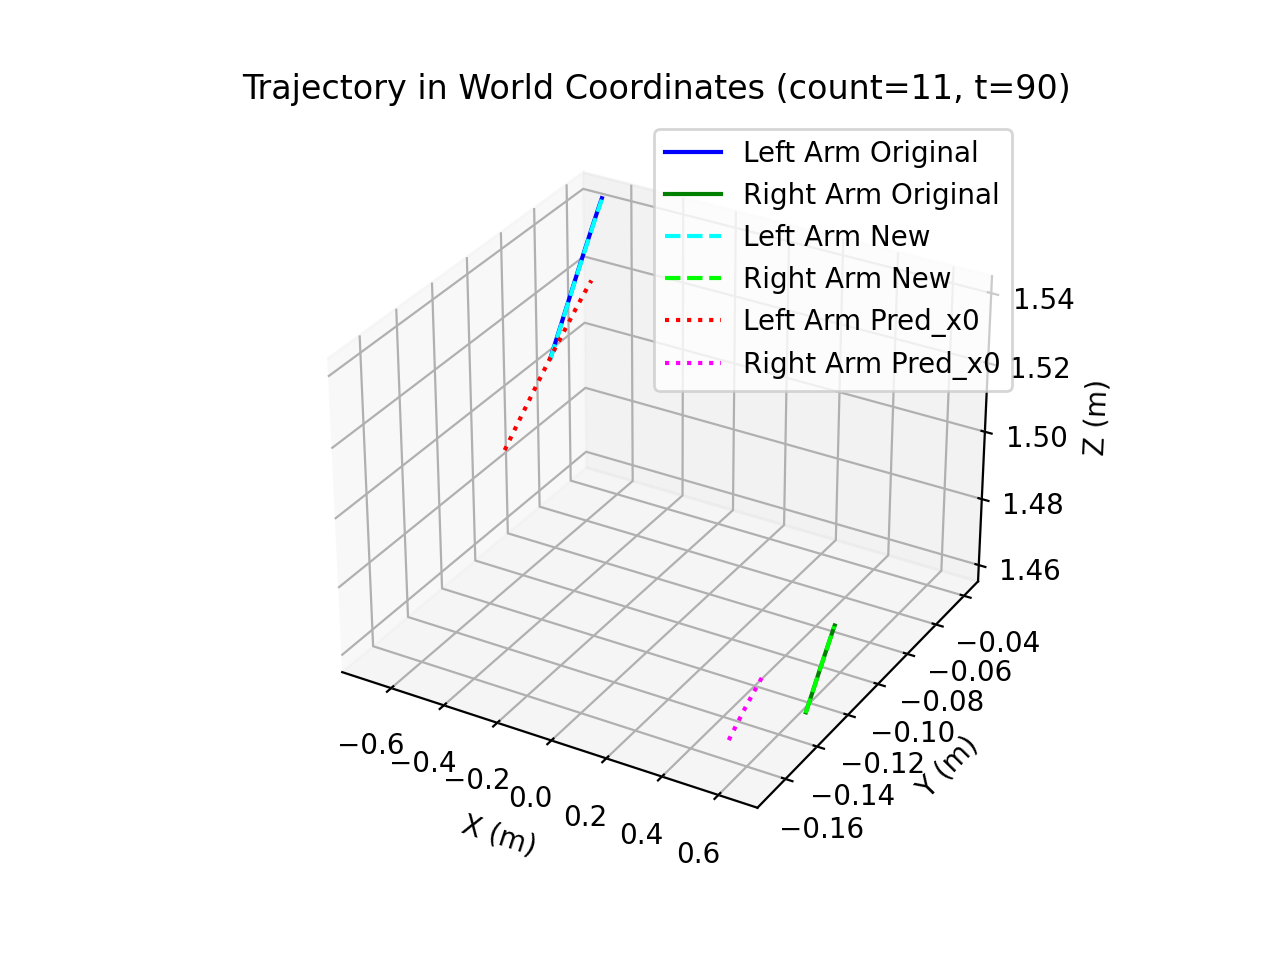 Trajectory in World Coordinates (count=11, t=90)
Left Arm Original
Right Arm Original
Left Arm New
Right Arm New
Left Arm Pred_x0
Right Arm Pred_x0
1.54
1.52
1.50
1.48
1.46
Z (m)
−0.04
−0.06
−0.08
−0.10
−0.12
−0.14
−0.16
Y (m)
−0.6
−0.4
−0.2
0.0
0.2
0.4
0.6
X (m)